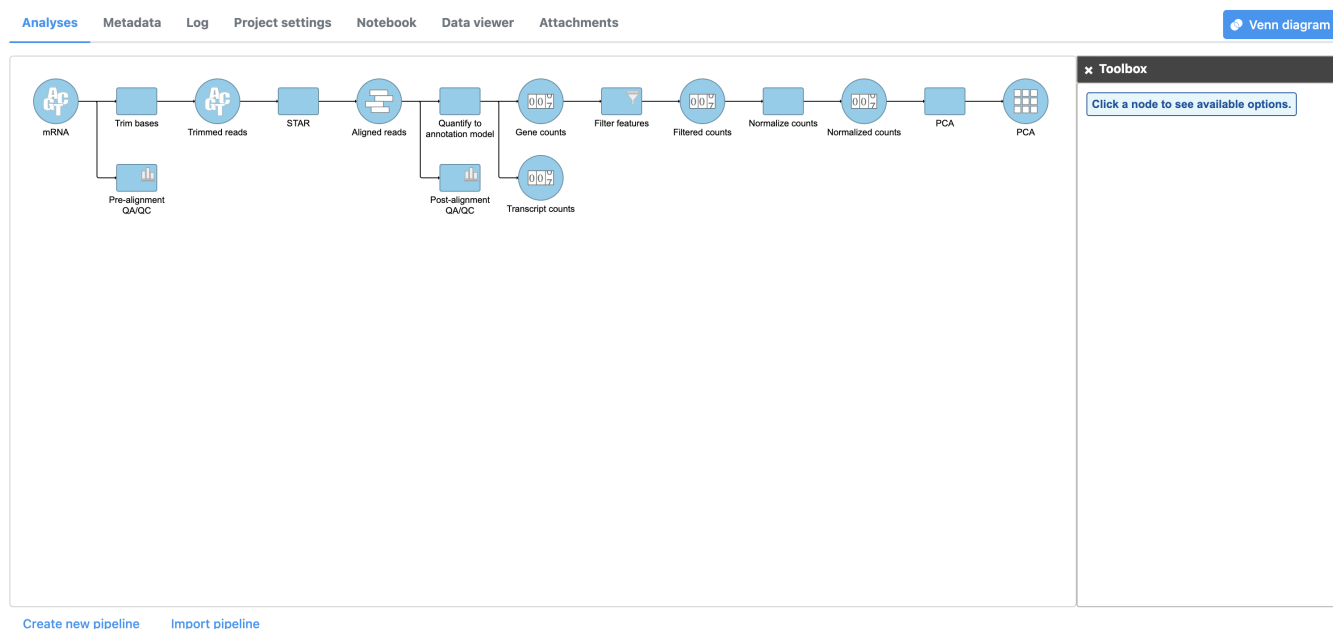 Analyses
Metadata
Log
Project settings
Notebook
Data viewer
Attachments
Venn diagram
mRNA
Trim bases
Trimmed reads
STAR
Aligned reads
Quantify to
annotation model
Gene counts
Filter features
Filtered counts
Normalize counts
Normalized counts
PCA
PCA
Pre-alignment
QA/QC
Post-alignment
QA/QC
Transcript counts
Toolbox
Click a node to see available options.
Create new pipeline
Import pipeline